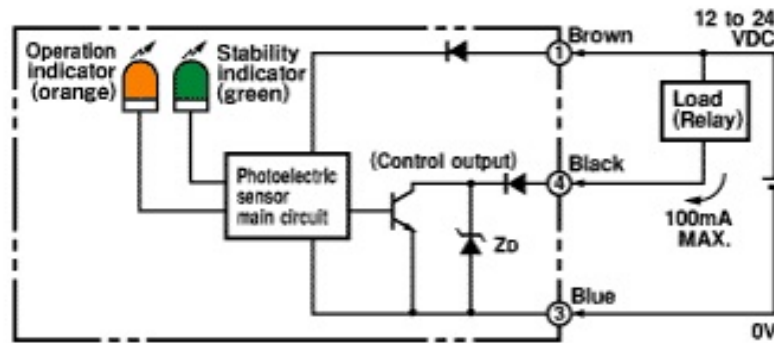 Operation
indicator
(orange)
Stability
indicator
(green)
Photoelectric
sensor
main circuit
(Control output)
ZD
1
Brown
4
Black
3
Blue
12 to 24
VDC
Load
(Relay)
100mA
MAX.
0V